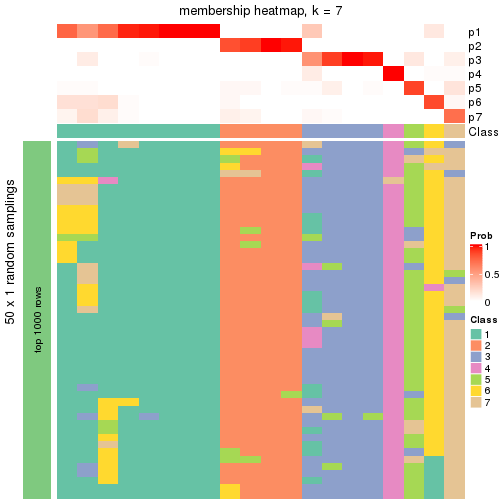 membership heatmap, k = 7
p1
p2
p3
p4
p5
p6
p7
Class
50 x 1 random samplings
top 1000 rows
Prob
1
0.5
0
Class
1
2
3
4
5
6
7